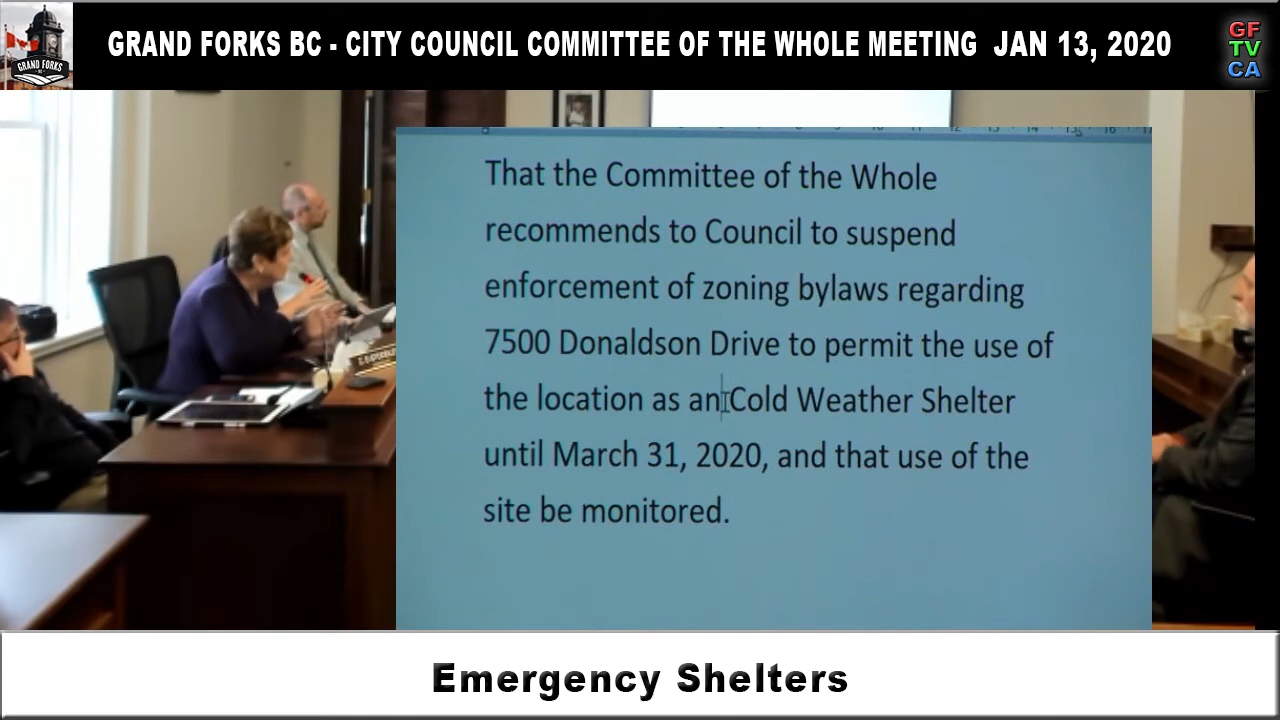 GRAND FORKS BC - CITY COUNCIL COMMITTEE OF THE WHOLE MEETING JAN 13, 2020
GRAND FORKS
GF
TV
CA
That the Committee of the Whole
recommends to Council to suspend
enforcement of zoning bylaws regarding
7500 Donaldson Drive to permit the use of
the location as an Cold Weather Shelter
until March 31, 2020, and that use of the
site be monitored.
Emergency Shelters